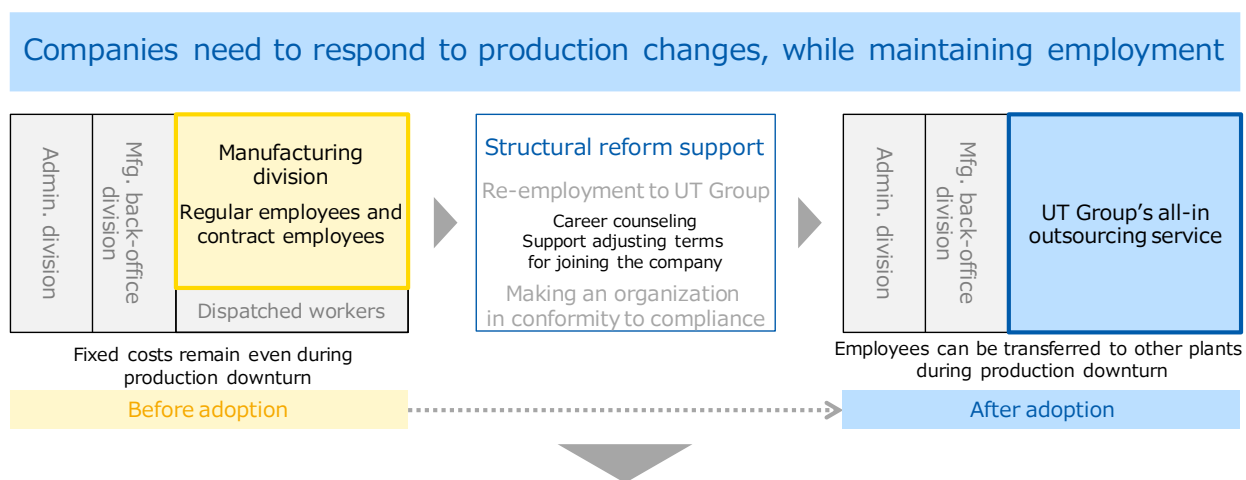 Companies need to respond to production changes, while maintaining employment
Admin. division
Mfg. back-office
division
Manufacturing
division
Regular employees and
contract employees
Dispatched workers
Fixed costs remain even during
production downturn
Before adoption
Structural reform support
Re-employment to UT Group
Career counseling
Support adjusting terms
for joining the company
Making an organization
in conformity to compliance
Admin. division
Mfg. back-office
division
UT Group’s all-in
outsourcing service
Employees can be transferred to other plants
during production downturn
After adoption